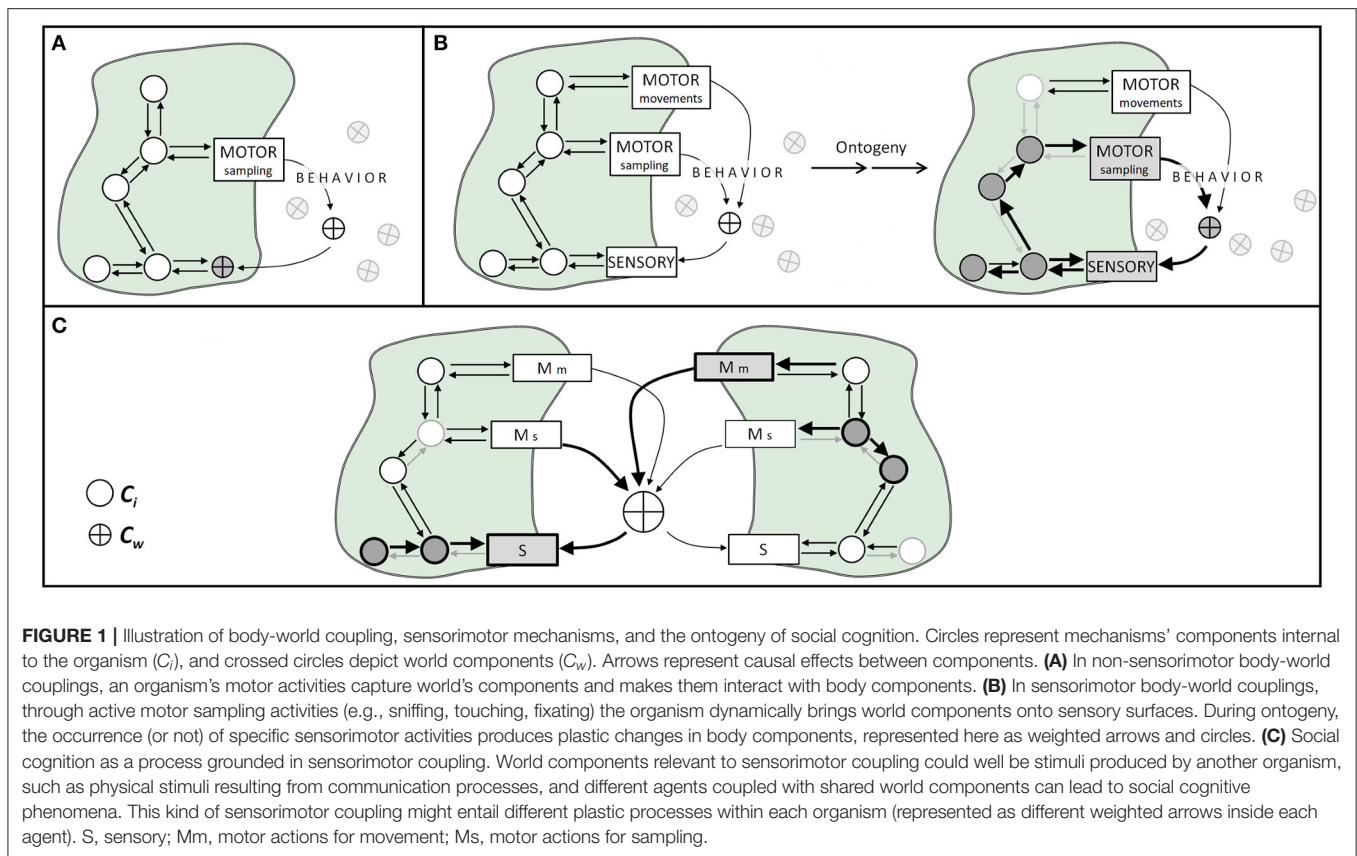 A
B
MOTOR
sampling
BEHAVIOR
MOTOR
movements
MOTOR
sampling
BEHAVIOR
SENSORY
Ontogeny
MOTOR
movements
MOTOR
sampling
BEHAVIOR
SENSORY
C
M m
M s
S
M m
M s
S
Ci
Cw
FIGURE 1 | Illustration of body-world coupling, sensorimotor mechanisms, and the ontogeny of social cognition. Circles represent mechanisms’ components internal
to the organism (Ci), and crossed circles depict world components (Cw). Arrows represent causal effects between components. (A) In non-sensorimotor body-world
couplings, an organism’s motor activities capture world’s components and makes them interact with body components. (B) In sensorimotor body-world couplings,
through active motor sampling activities (e.g., sniffing, touching, fixating) the organism dynamically brings world components onto sensory surfaces. During ontogeny,
the occurrence (or not) of specific sensorimotor activities produces plastic changes in body components, represented here as weighted arrows and circles. (C) Social
cognition as a process grounded in sensorimotor coupling. World components relevant to sensorimotor coupling could well be stimuli produced by another organism,
such as physical stimuli resulting from communication processes, and different agents coupled with shared world components can lead to social cognitive
phenomena. This kind of sensorimotor coupling might entail different plastic processes within each organism (represented as different weighted arrows inside each
agent). S, sensory; Mm, motor actions for movement; Ms, motor actions for sampling.